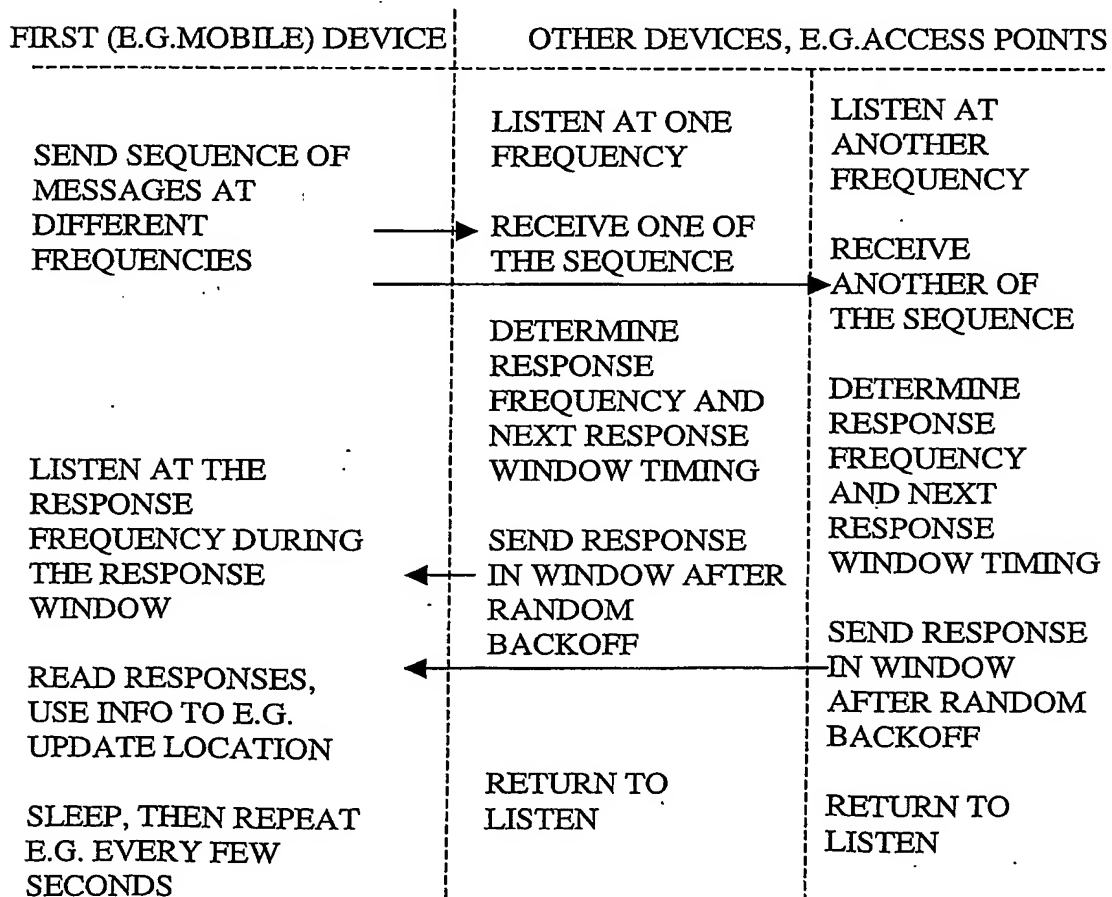 FIRST (E.G.MOBILE) DEVICE
OTHER DEVICES, E.G.ACCESS POINTS
SEND SEQUENCE OF
MESSAGES AT
DIFFERENT
FREQUENCIES
LISTEN AT THE
RESPONSE
FREQUENCY DURING
THE RESPONSE
WINDOW
READ RESPONSES,
USE INFO TO E.G.
UPDATE LOCATION
SLEEP, THEN REPEAT
E.G. EVERY FEW
SECONDS
LISTEN AT ONE
FREQUENCY
RECEIVE ONE OF
THE SEQUENCE
DETERMINE
RESPONSE
FREQUENCY AND
NEXT RESPONSE
WINDOW TIMING
SEND RESPONSE
IN WINDOW AFTER
RANDOM
BACKOFF
RETURN TO
LISTEN
LISTEN AT
ANOTHER
FREQUENCY
RECEIVE
ANOTHER OF
THE SEQUENCE
DETERMINE
RESPONSE
FREQUENCY
AND NEXT
RESPONSE
WINDOW TIMING
SEND RESPONSE
IN WINDOW
AFTER RANDOM
BACKOFF
RETURN TO
LISTEN